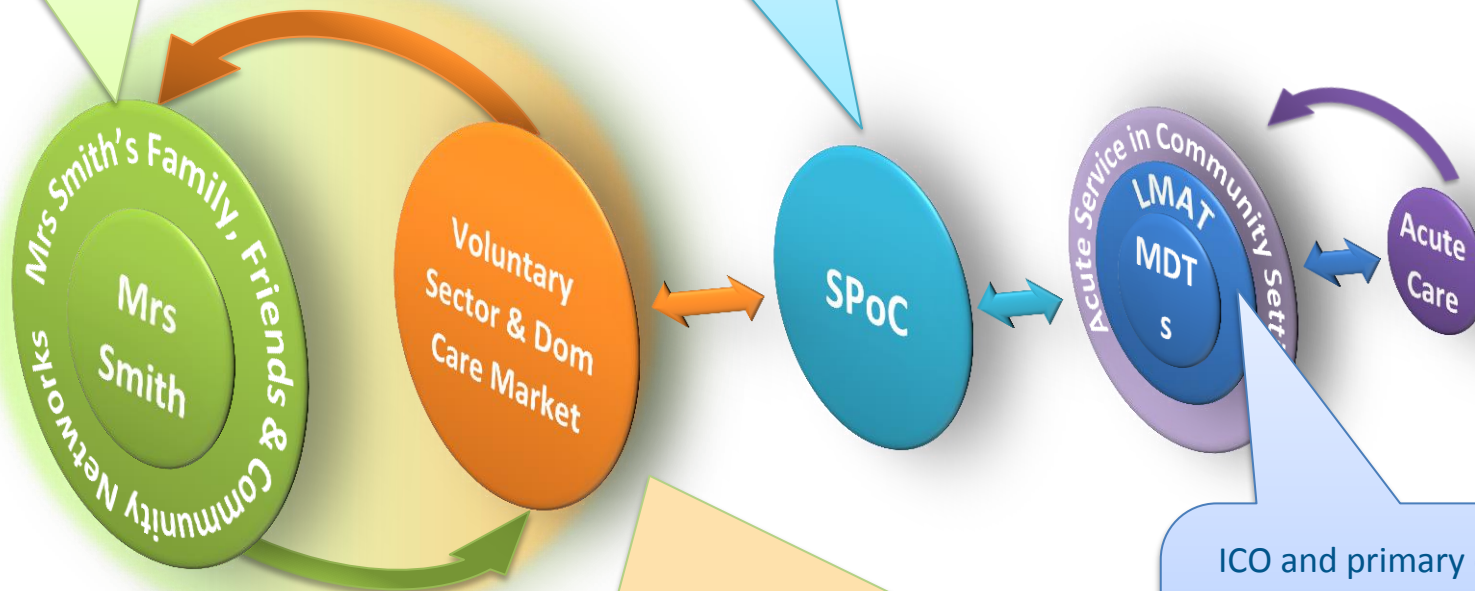 Mrs Smith's Family, Friends & Community Networks
Mrs
Smith
Voluntary
Sector & Dom
Care Market
SPoC
Acute Service in Community
LMAT
MDT
s
Acute
Care
ICO and primary